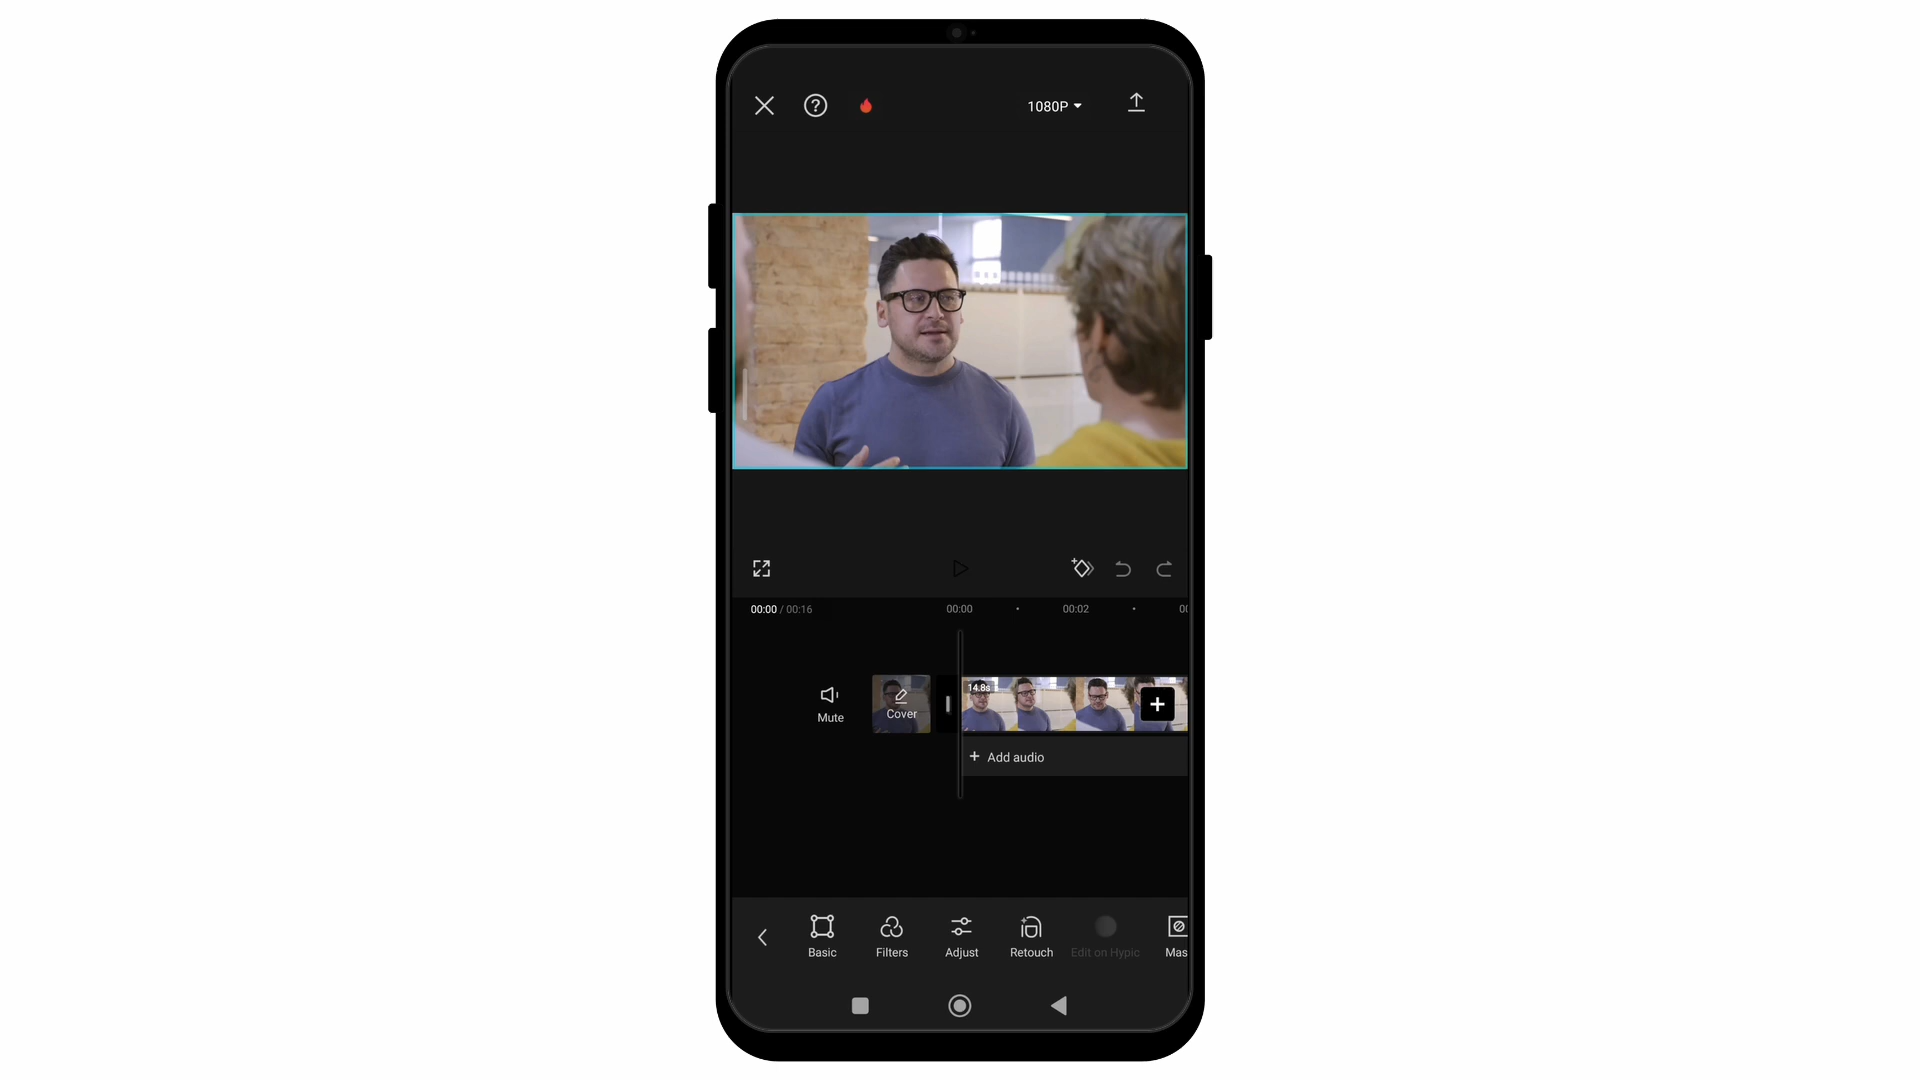 1080P
00:00 / 00:16
00:00
00:02
Mute
Cover
14.8s
+ Add audio
Basic
Filters
Adjust
Retouch
Edit on Hypic
Mas